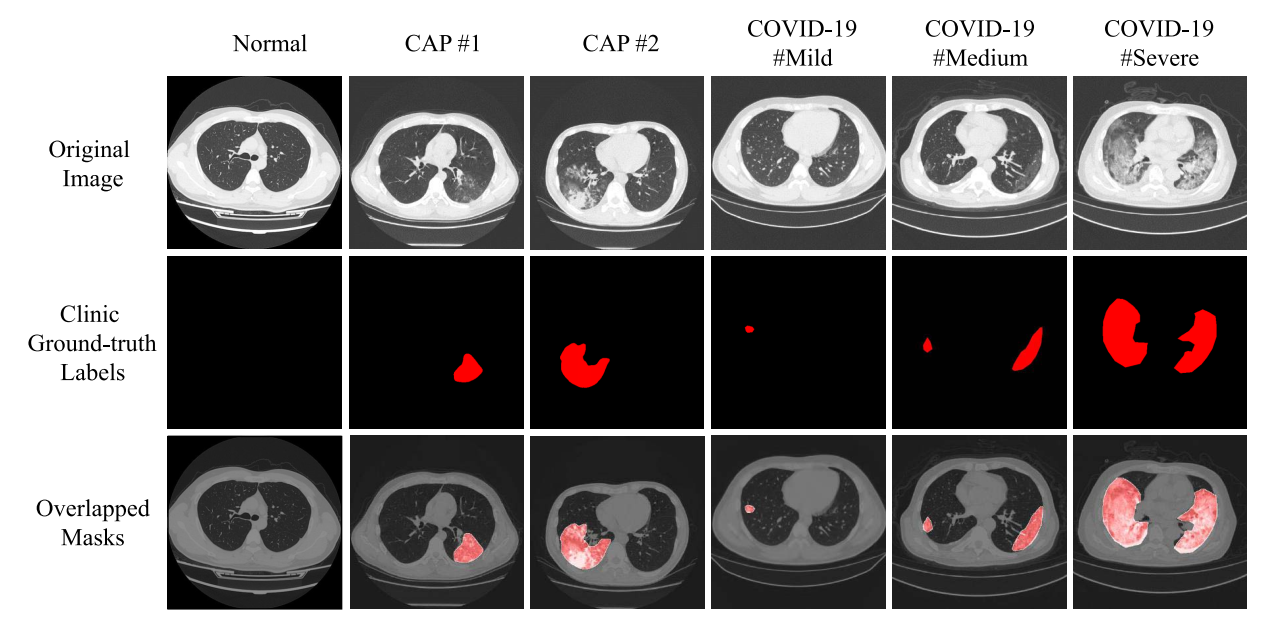 Normal
CAP #1
CAP #2
COVID-19
#Mild
COVID-19
#Medium
COVID-19
#Severe
Original
Image
Clinic
Ground-truth
Labels
Overlapped
Masks